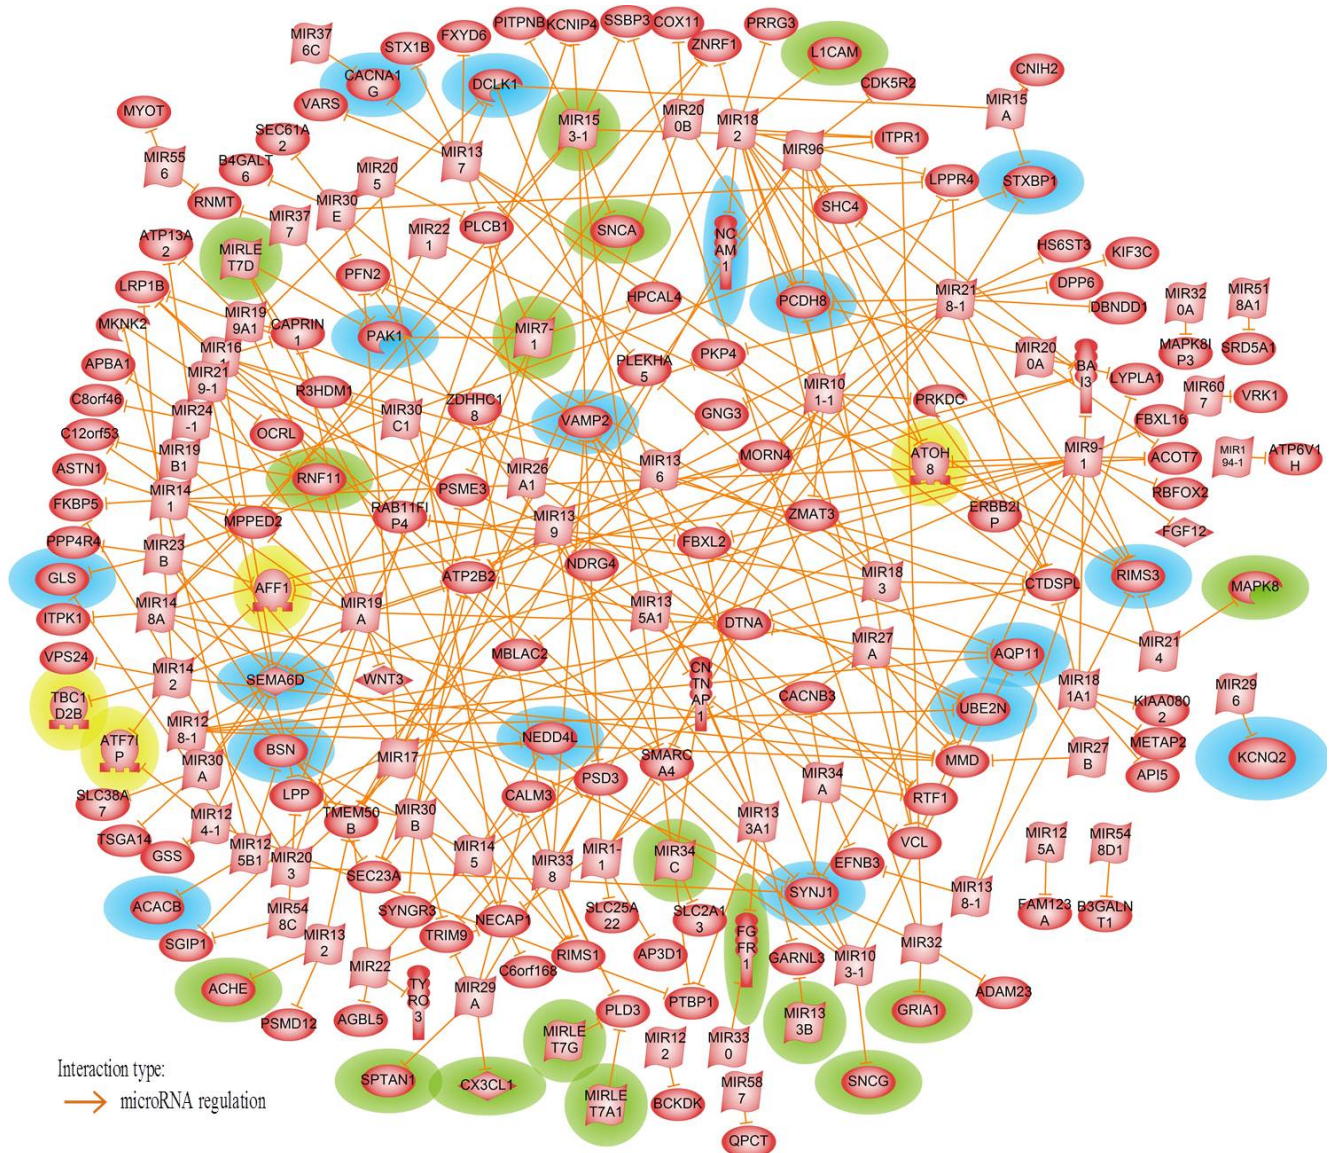 PITPNB
KCNIP4
SSBP3
COX11
PRRG3
FXYD6
MIR37
6C
STX1B
ZNRF1
L1CAM
CACNA1
G
DCLK1
CDK5R2
CNIH2
VARS
MYOT
MIR15
3-1
MIR20
0B
MIR18
2
MIR15
A
SEC61A
2
MIR13
7
MIR96
ITPR1
MIR55
6
B4GALT
6
MIR20
5
LPPR4
STXBP1
RNMT
MIR30
E
MIR37
7
MIR22
1
PLCB1
SNCA
NC
AM
1
SHC4
ATP13A
2
MIRLE
T7D
HS6ST3
KIF3C
LRP1B
PFN2
HPCAL4
PCDH8
MIR21
8-1
DPP6
DBNDD1
MIR32
0A
MIR51
8A1
MKNK2
MIR19
9A1
CAPRIN
1
PAK1
MIR7-
1
PKP4
MIR20
0A
MAPK8I
P3
SRD5A1
APBA1
MIR16
MIR21
9-1
R3HDM1
PLEKHA
5
BA
I3
LYPLA1
C8orf46
MIR24
-1
MIR30
C1
ZDHHC1
8
VAMP2
GNG3
MIR10
1-1
PRKDC
MIR60
7
VRK1
C12orf53
OCRL
FBXL16
ASTN1
MIR19
B1
RNF11
MIR26
A1
MIR13
6
MORN4
ATOH
8
MIR9-
1
ACOT7
MIR1
94-1
ATP6V1
H
FKBP5
MIR14
1
PSME3
RBFOX2
MPPED2
RAB11FI
P4
MIR13
9
ZMAT3
ERBB2I
P
FGF12
PPP4R4
MIR23
B
FBXL2
GLS
AFF1
ATP2B2
NDRG4
MIR18
3
CTDSPL
RIMS3
MAPK8
ITPK1
MIR14
8A
MIR19
A
MIR13
5A1
DTNA
MIR27
A
MIR21
4
VPS24
MIR14
2
SEMA6D
WNT3
MBLAC2
CN
TN
AP
1
CACNB3
AQP11
MIR18
1A1
MIR29
6
TBC1
D2B
UBE2N
KIAA080
2
ATF7I
P
MIR12
8-1
BSN
NEDD4L
METAP2
MIR30
A
MIR17
SMARC
A4
MMD
MIR27
B
KCNQ2
API5
SLC38A
7
LPP
CALM3
PSD3
MIR34
A
RTF1
TSGA14
MIR12
4-1
TMEM50
B
MIR30
B
MIR13
3A1
GSS
MIR12
5B1
MIR20
3
MIR14
5
MIR33
8
MIR1-
1
MIR34
C
VCL
MIR12
5A
MIR54
8D1
SEC23A
EFNB3
ACACB
MIR54
8C
SYNGR3
NECAP1
SLC25A
22
SLC2A1
3
SYNJ1
MIR13
8-1
FAM123
A
B3GALN
T1
SGIP1
MIR13
2
TRIM9
FG
FR
1
MIR32
ACHE
MIR22
TY
RO
3
MIR29
A
C6orf168
RIMS1
AP3D1
GARNL3
MIR10
3-1
ADAM23
PSMD12
AGBL5
PLD3
PTBP1
MIR13
3B
GRIA1
MIRLE
T7G
MIR12
2
MIR33
0
SPTAN1
CX3CL1
MIRLE
T7A1
BCKDK
MIR58
7
SNCG
QPCT
Interaction type:
microRNA regulation